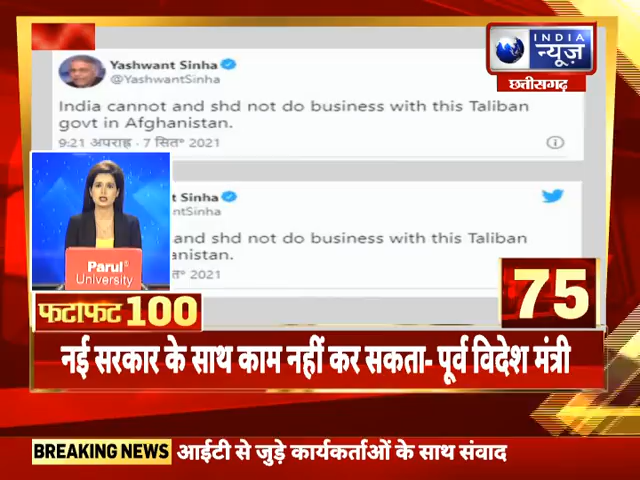 Yashwant Sinha
@YashwantSinha
India cannot and shd not do business with this Taliban
govt in Afghanistan.
9:21 अपराह्न · 7 सित॰ 2021
INDIA
न्यूज़
छत्तीसगढ़
Sinha
wantSinha
and shd not do business with this Taliban
anistan.
सित॰ 2021
Parul
University
फटाफट 100
75
नई सरकार के साथ काम नहीं कर सकता- पूर्व विदेश मंत्री
BREAKING NEWS आईटी से जुड़े कार्यकर्ताओं के साथ संवाद